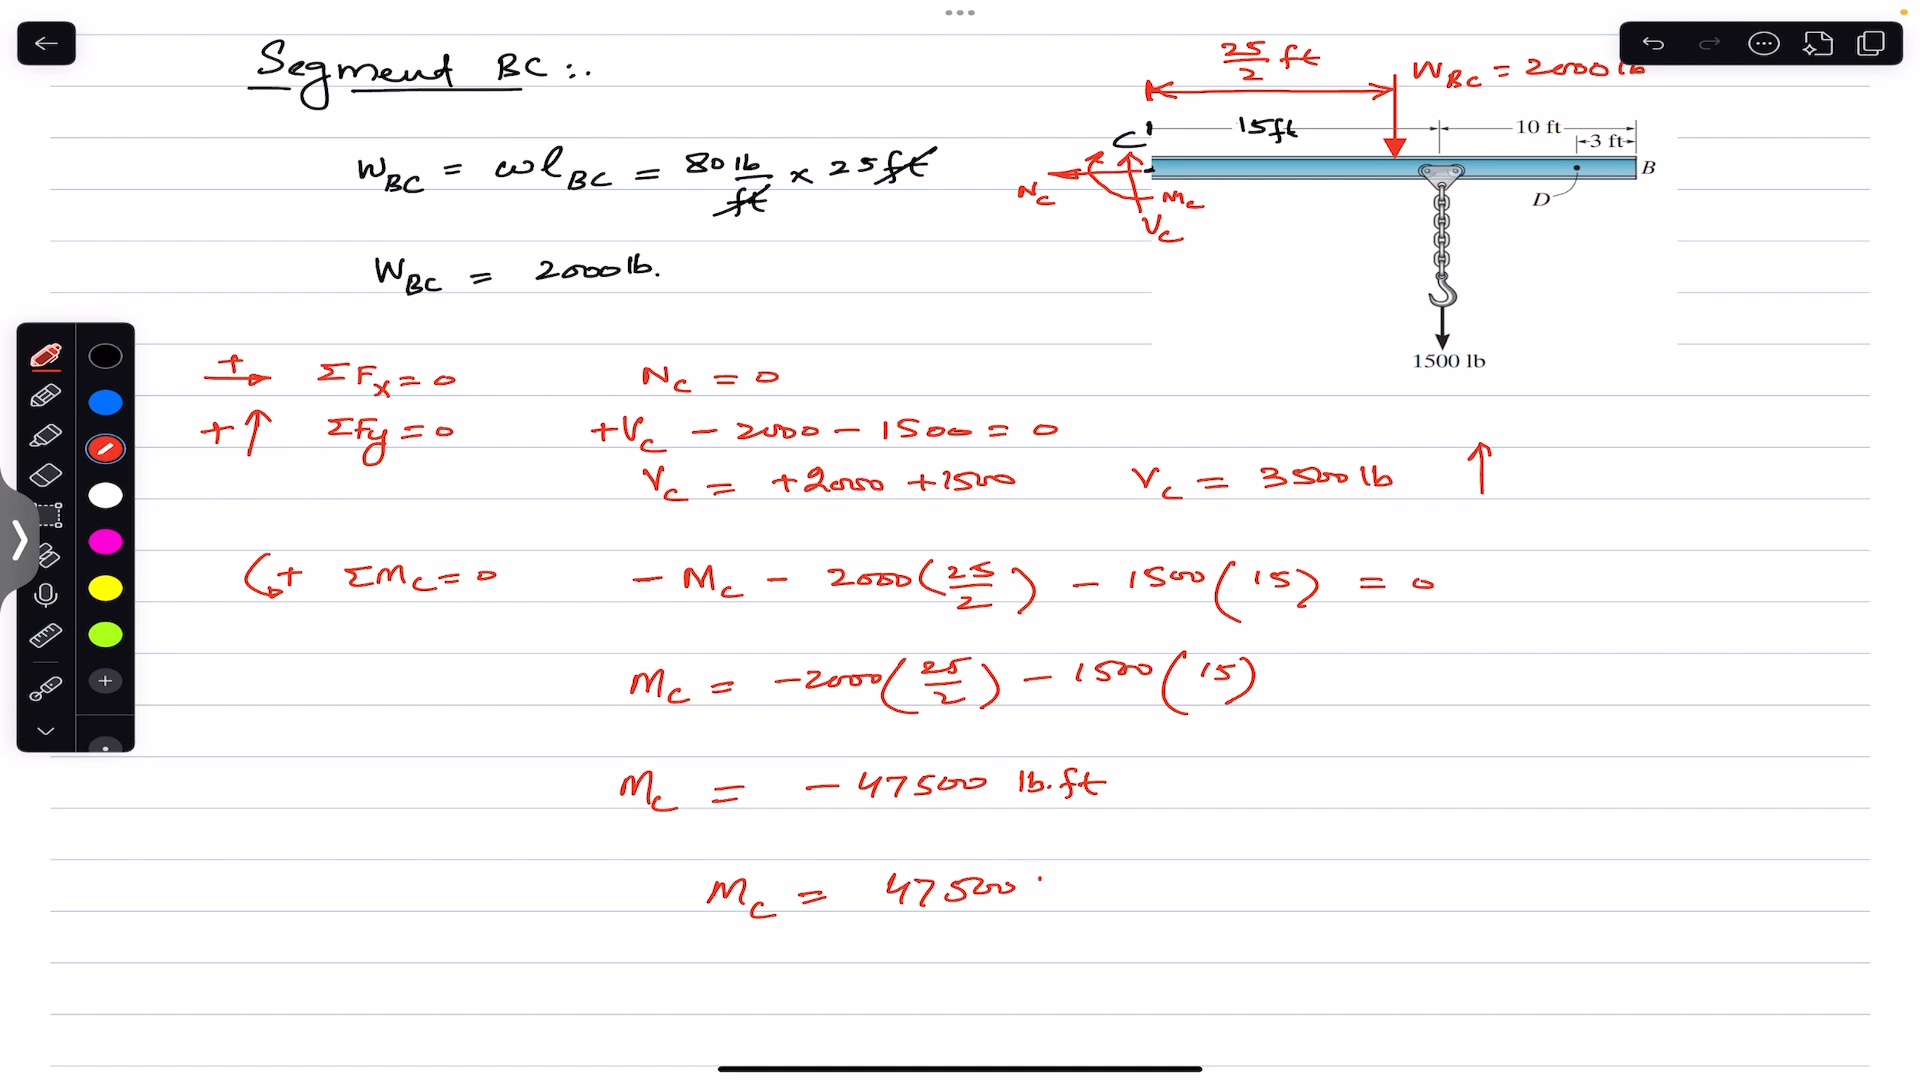 Segment BC :.
25/2 ft
W_BC = 2000 lb
15ft
10 ft
3 ft
C
B
D
N_C
M_C
V_C
1500 lb
W_BC = ωl_BC = 80 lb/ft × 25 ft
W_BC = 2000 lb.
+→ ΣF_x = 0 N_C = 0
+↑ ΣF_y = 0 +V_C - 2000 - 1500 = 0
V_C = +2000 +1500 V_C = 3500 lb ↑
+ ΣM_C = 0 - M_C - 2000(25/2) - 1500(15) = 0
M_C = -2000(25/2) - 1500(15)
M_C = - 47500 lb.ft
M_C = 47500